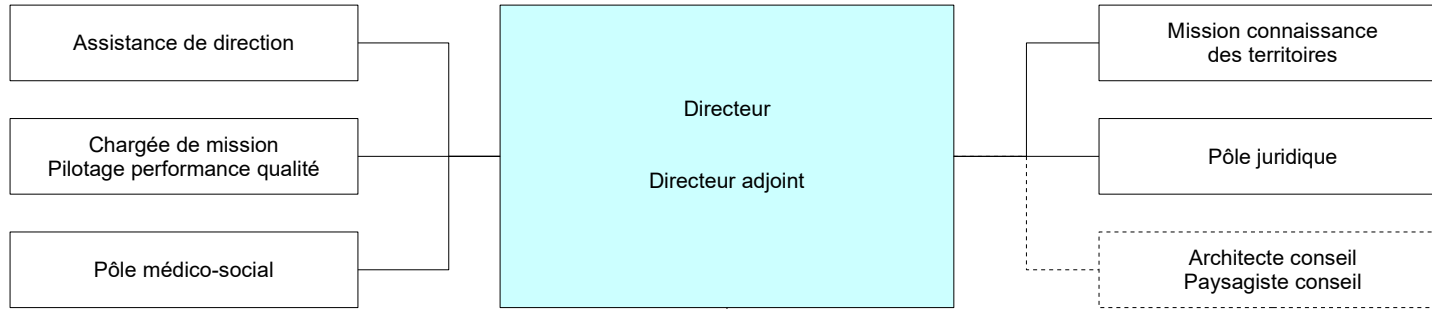 Assistance de direction
Chargée de mission
Pilotage performance qualité
Pôle médico-social
Directeur
Directeur adjoint
Mission connaissance
des territoires
Pôle juridique
Architecte conseil
Paysagiste conseil